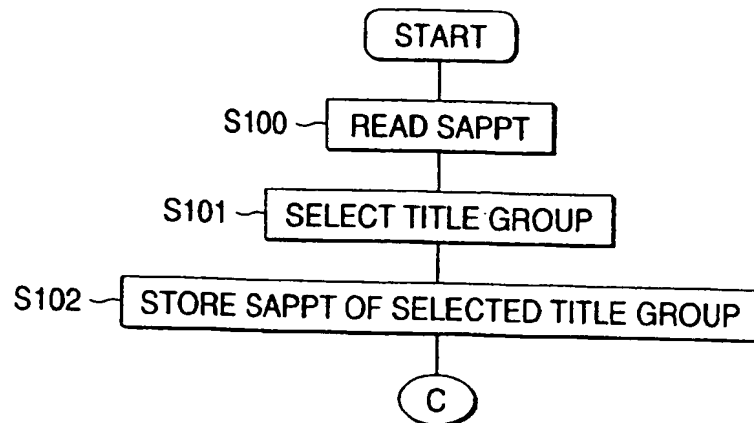 START
S100 READ SAPPT
S101 SELECT TITLE GROUP
S102 STORE SAPPT OF SELECTED TITLE GROUP
C